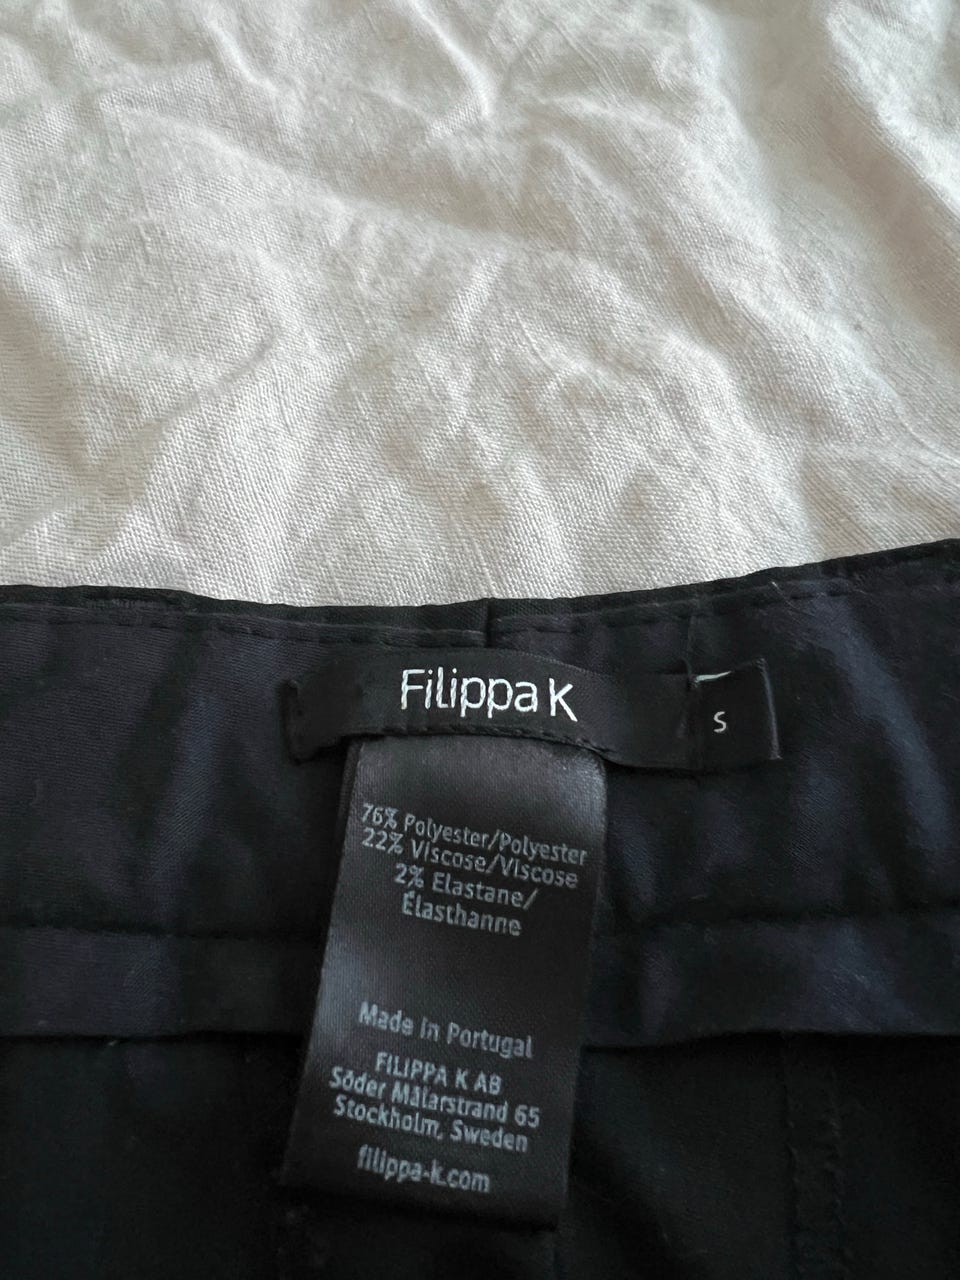 Filippa K
S
76% Polyester/Polyester
22% Viscose/Viscose
2% Elastane/
Élasthanne
Made in Portugal
FILIPPA K AB
Söder Mälarstrand 65
Stockholm, Sweden
filippa-k.com